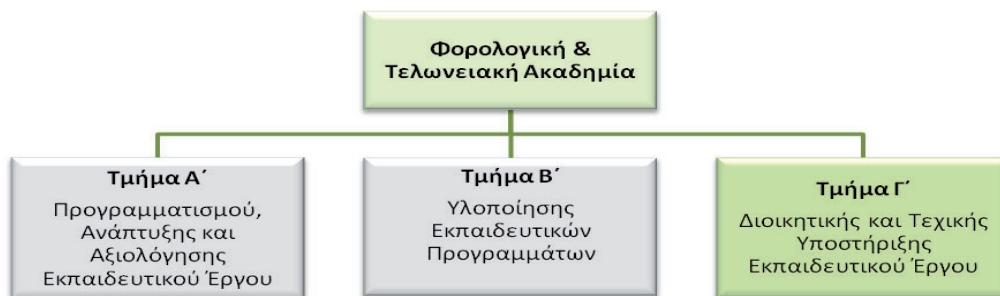 Φορολογική &
Τελωνειακή Ακαδημία
Τμήμα Α΄
Προγραμματισμού,
Ανάπτυξης και
Αξιολόγησης
Εκπαιδευτικού Έργου
Τμήμα Β΄
Υλοποίησης
Εκπαιδευτικών
Προγραμμάτων
Τμήμα Γ΄
Διοικητικής και Τεχικής
Υποστήριξης
Εκπαιδευτικού Έργου